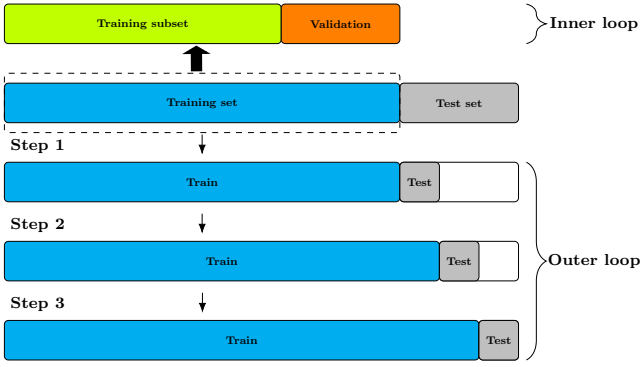 Training subset
Validation
Inner loop
Training set
Test set
Step 1
Train
Test
Step 2
Train
Test
Outer loop
Step 3
Train
Test